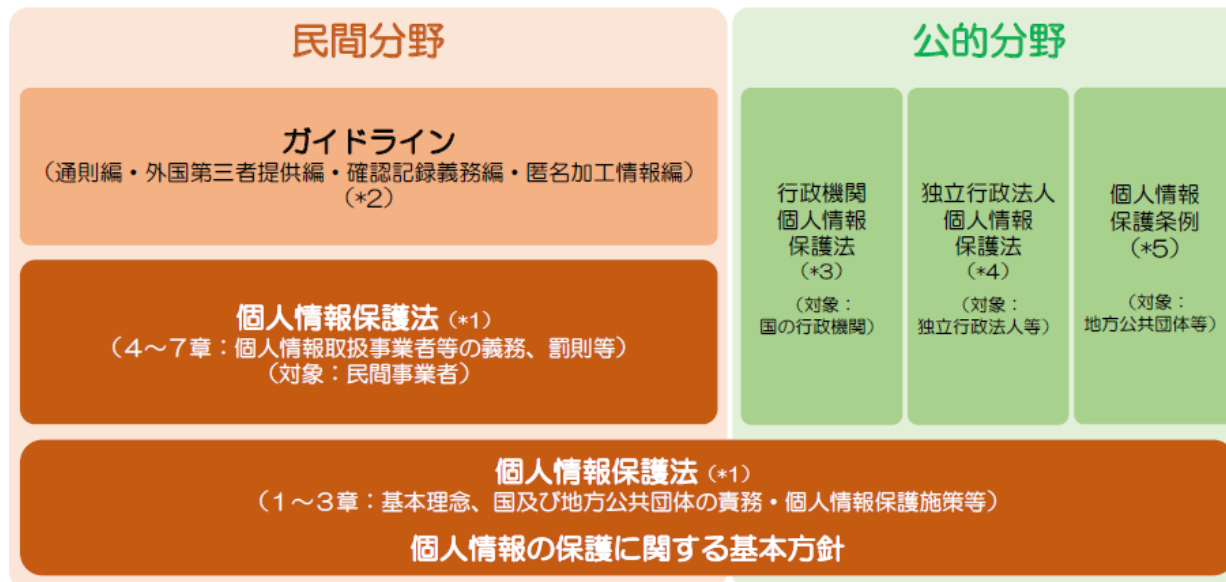 民間分野
ガイドライン
（通則編・外国第三者提供編・確認記録義務編・匿名加工情報編）
(*2)
個人情報保護法 (*1)
（４～７章：個人情報取扱事業者等の義務、罰則等）
（対象：民間事業者）
公的分野
行政機関
個人情報
保護法
(*3)
（対象：
国の行政機関）
独立行政法人
個人情報
保護法
(*4)
（対象：
独立行政法人等）
個人情報
保護条例
(*5)
（対象：
地方公共団体等）
個人情報保護法 (*1)
（１～３章：基本理念、国及び地方公共団体の責務・個人情報保護施策等）
個人情報の保護に関する基本方針